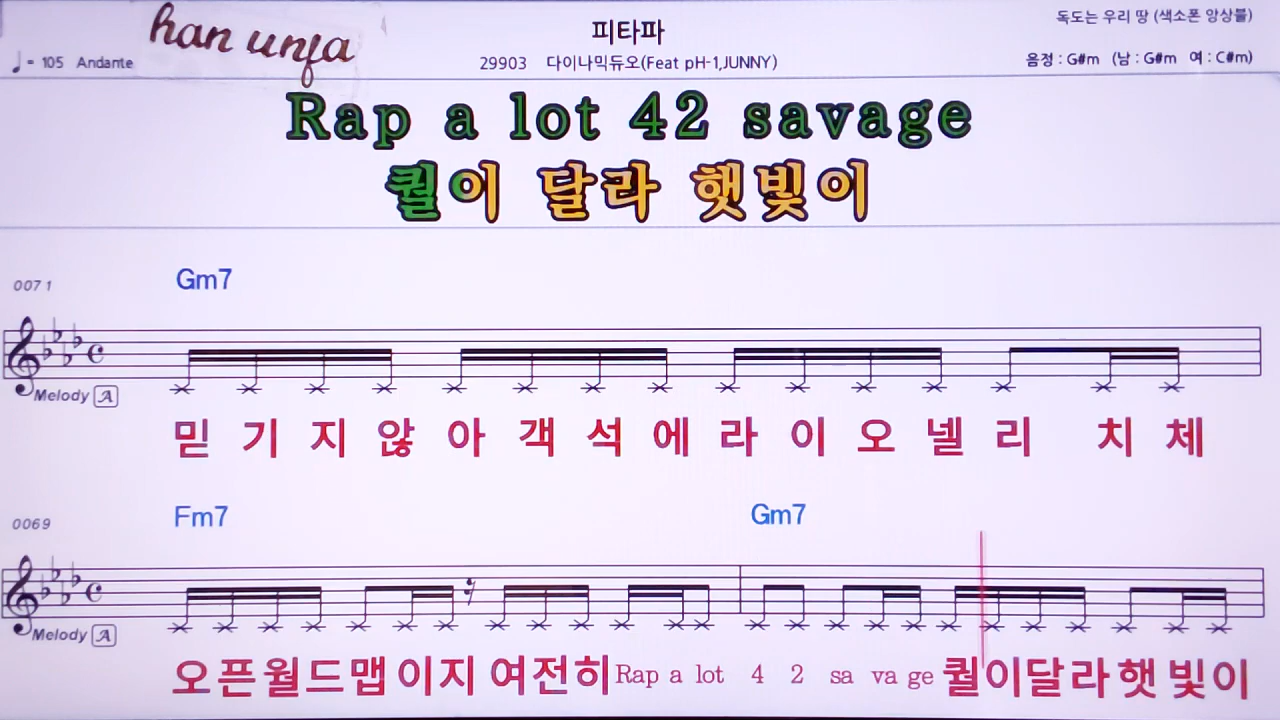 han unja
피타파
독도는 우리 땅 (색소폰 앙상블)
♩ = 105 Andante
29903 다이나믹듀오(Feat pH-1,JUNNY)
음정 : G#m (남 : G#m 여 : C#m)
Rap a lot 42 savage
퀄이 달라 햇빛이
0071
Gm7
Melody A
믿 기 지 않 아 객 석 에 라 이 오 넬 리 치 체
0069
Fm7 Gm7
Melody A
오픈월드맵이지 여전히 Rap a lot 4 2 sa va ge 퀄이달라햇빛이